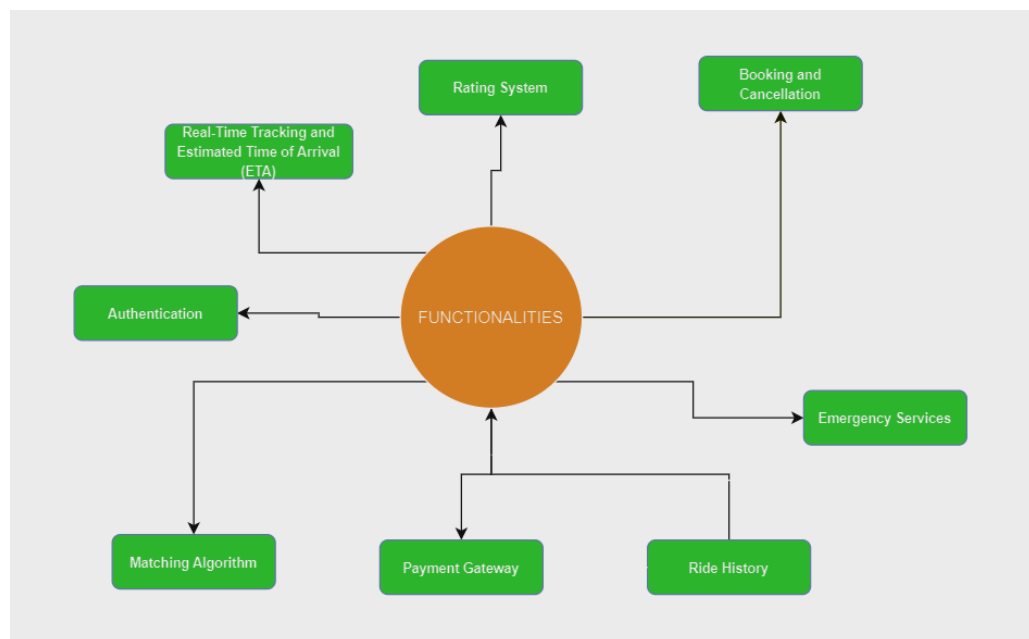 Rating System
Booking and
Cancellation
Real-Time Tracking and
Estimated Time of Arrival
(ETA)
Authentication
FUNCTIONALITIES
Emergency Services
Matching Algorithm
Payment Gateway
Ride History